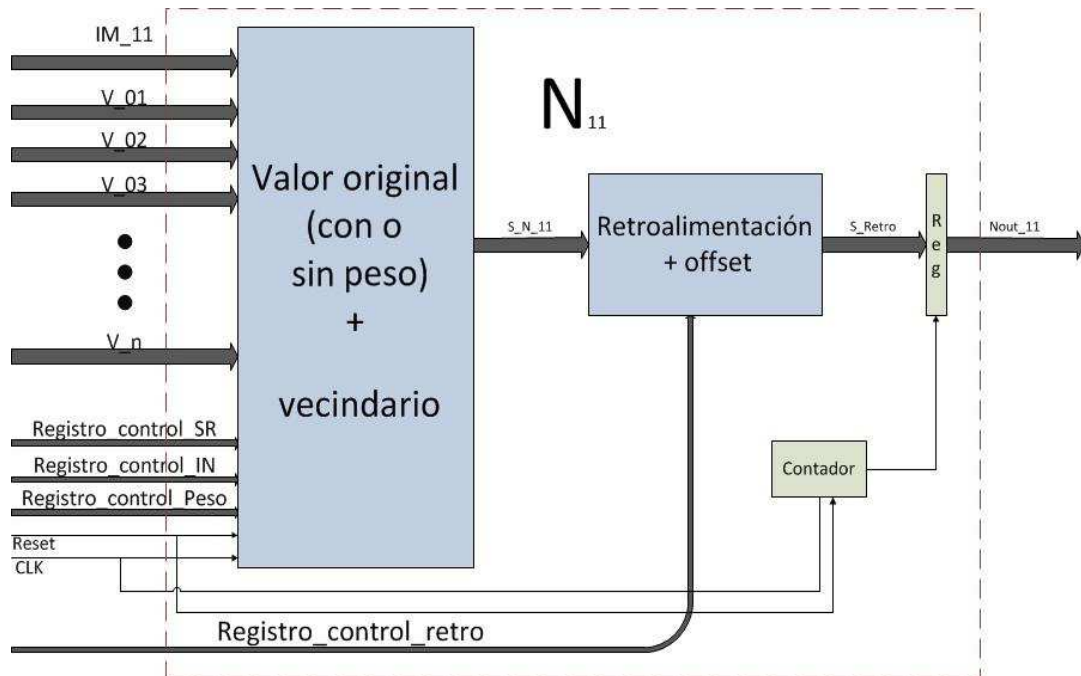 IM_11
V_01
V_02
V_03
V_n
Registro_control_SR
Registro_control_IN
Registro_control_Peso
Reset
CLK
Registro_control_retro
Valor original
(con o
sin peso)
+
vecindario
N11
S_N_11
Retroalimentación
+ offset
S_Retro
Reg
Nout_11
Contador